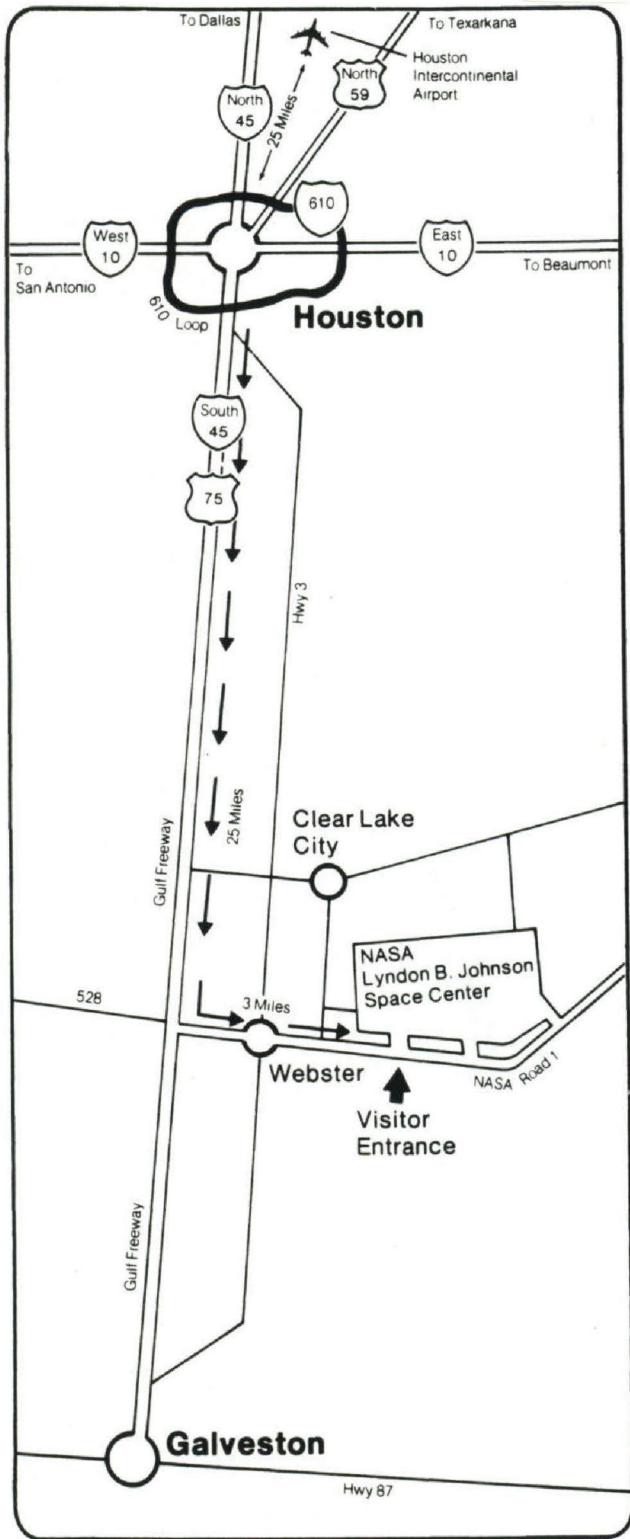 To Dallas
To Texarkana
Houston
Intercontinental
Airport
North
45
25 Miles
North
59
610
West
10
East
10
To
San Antonio
To Beaumont
610 Loop
Houston
South
45
75
Hwy 3
Gulf Freeway
25 Miles
Clear Lake
City
NASA
Lyndon B. Johnson
Space Center
528
3 Miles
Webster
NASA Road 1
Visitor
Entrance
Gulf Freeway
Galveston
Hwy 87